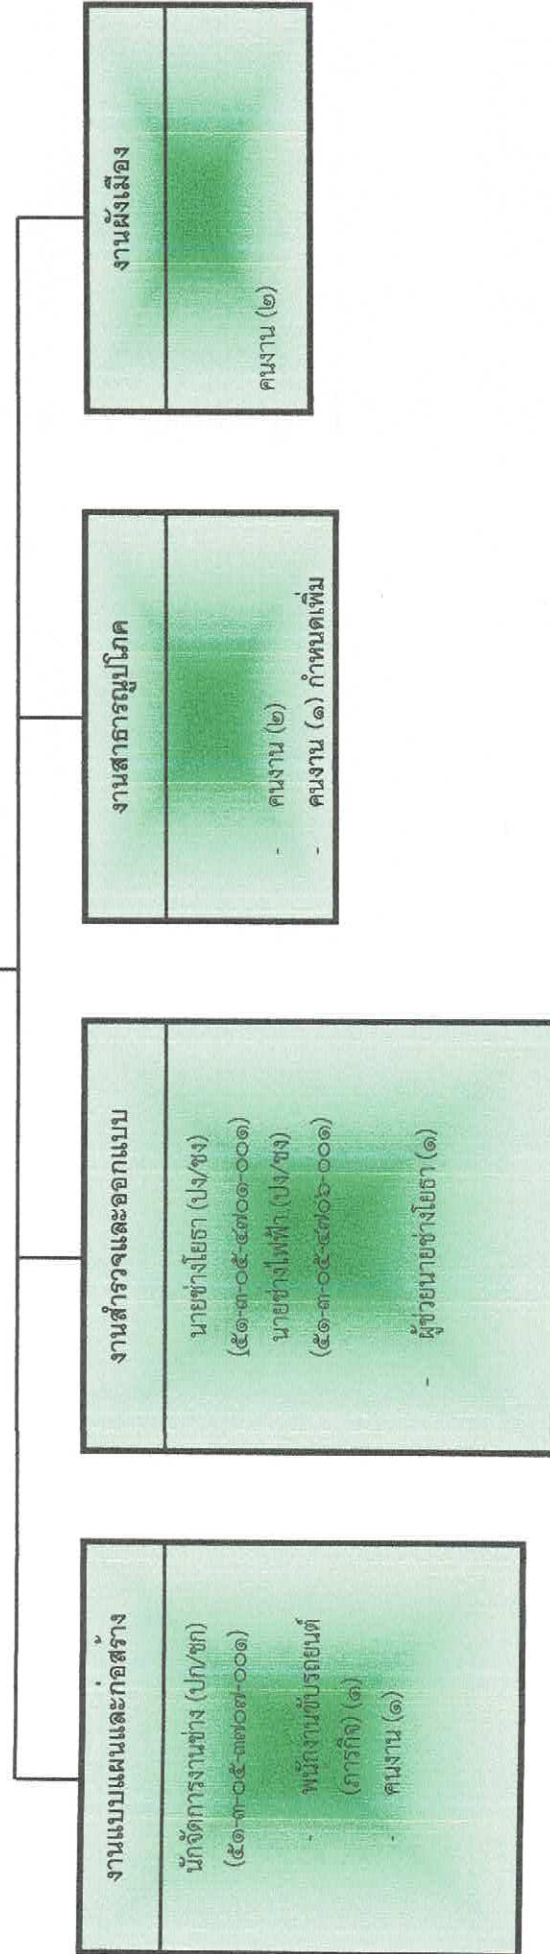 งานแบบแผนและก่อสร้าง
นักจัดการงานช่าง (ปก/ชก)
(๕๑-๓-๐๕-๓๗๐๗-๐๐๑)
- พนักงานขับรถยนต์
(ภารกิจ) (๑)
- คนงาน (๑)
งานสำรวจและออกแบบ
นายช่างโยธา (ปง/ชง)
(๕๑-๓-๐๕-๔๗๐๑-๐๐๑)
นายช่างไฟฟ้า (ปง/ชง)
(๕๑-๓-๐๕-๔๗๐๖-๐๐๑)
- ผู้ช่วยนายช่างโยธา (๑)
งานสาธารณูปโภค
- คนงาน (๒)
- คนงาน (๑) กำหนดเพิ่ม
งานผังเมือง
คนงาน (๒)